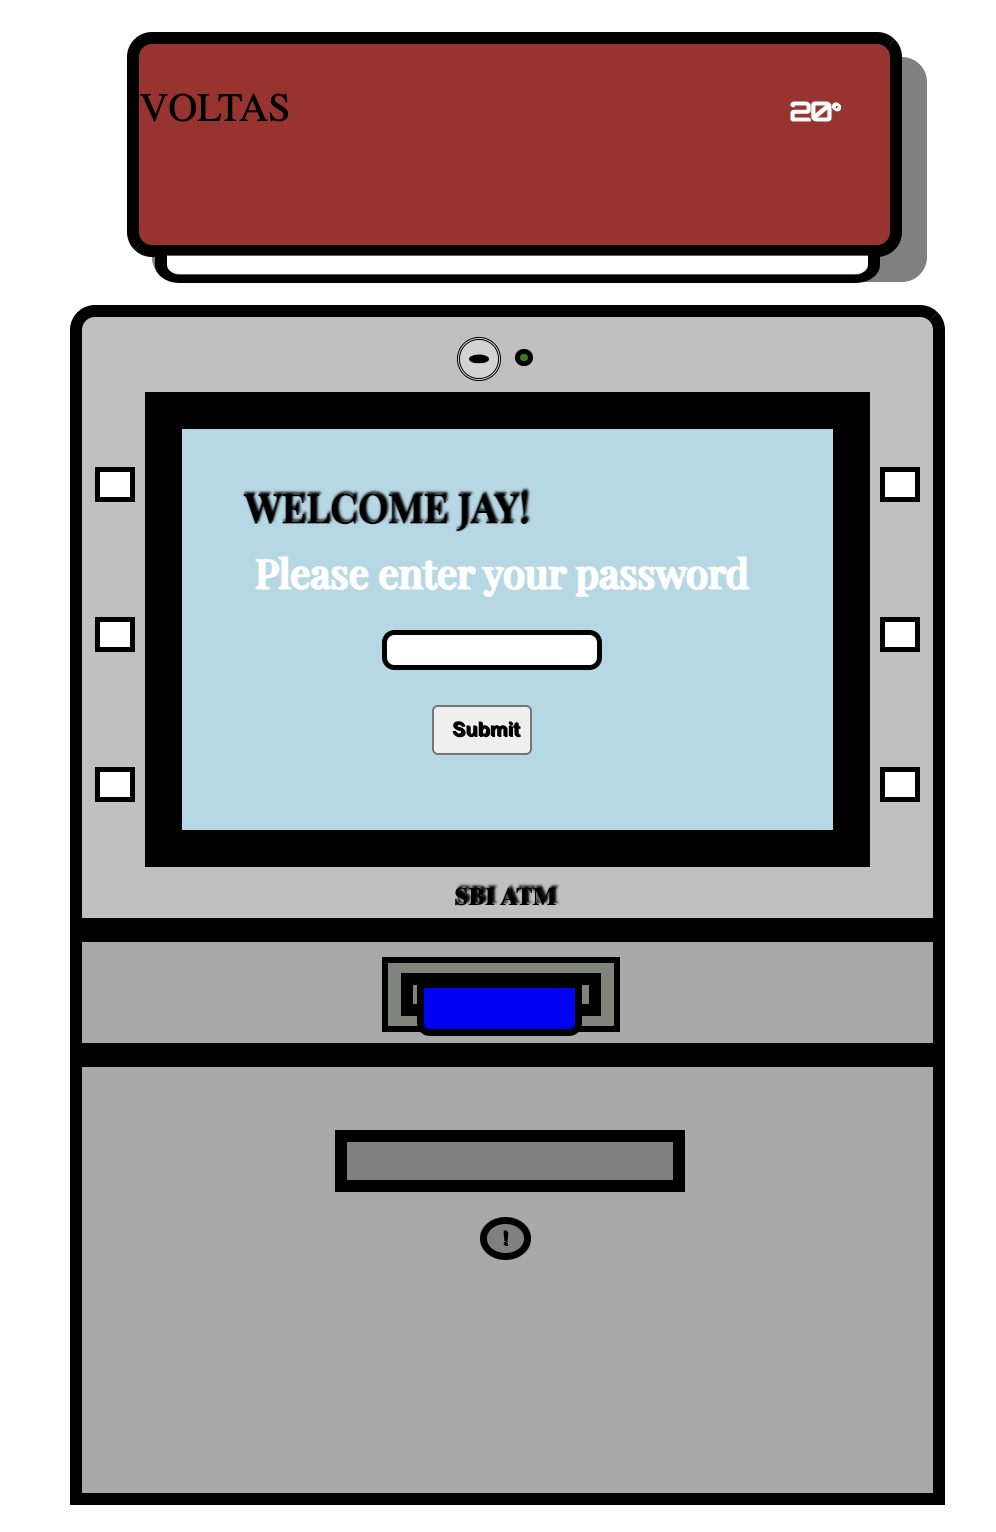 VOLTAS
20°
WELCOME JAY!
Please enter your password
Submit
SBI ATM
!